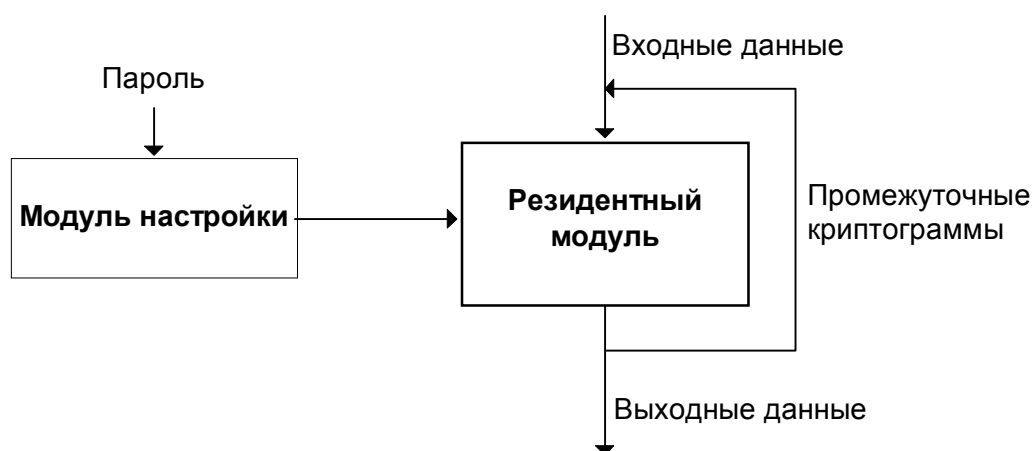 Входные данные
Пароль
Модуль настройки
Резидентный
модуль
Промежуточные
криптограммы
Выходные данные